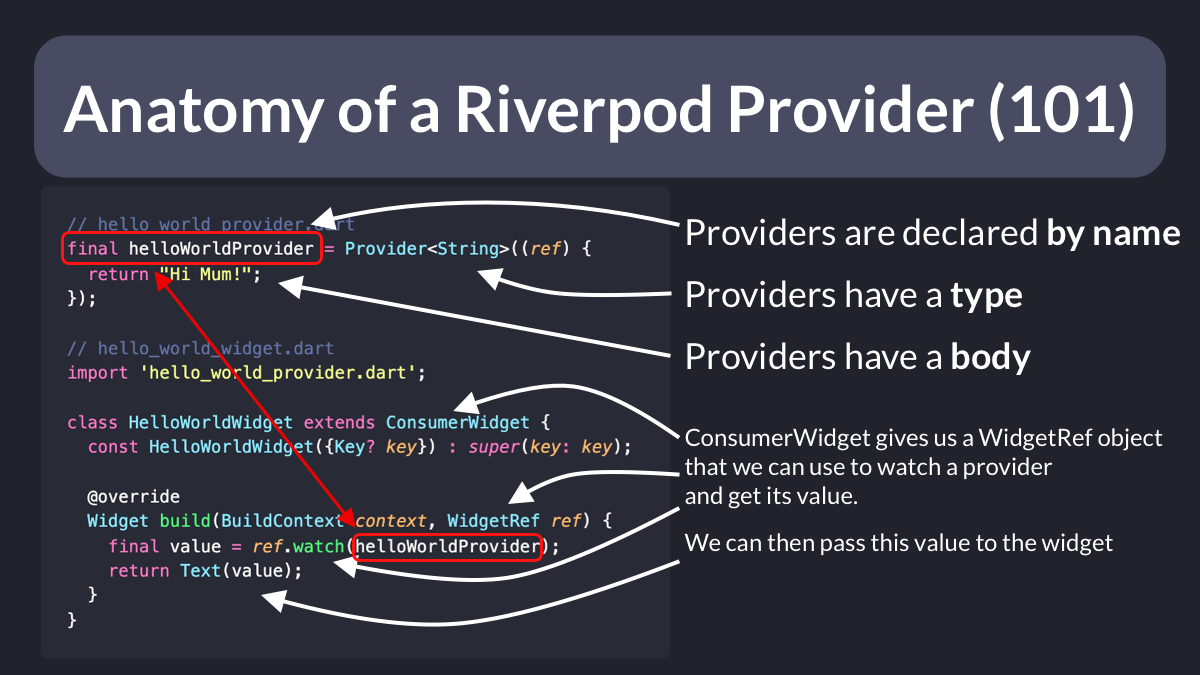 Anatomy of a Riverpod Provider (101)
// hello_world_provider.dart
final helloWorldProvider = Provider<String>((ref) {
  return "Hi Mum!";
});
// hello_world_widget.dart
import 'hello_world_provider.dart';
class HelloWorldWidget extends ConsumerWidget {
  const HelloWorldWidget({Key? key}) : super(key: key);
  @override
  Widget build(BuildContext context, WidgetRef ref) {
    final value = ref.watch(helloWorldProvider);
    return Text(value);
  }
}
Providers are declared by name
Providers have a type
Providers have a body
ConsumerWidget gives us a WidgetRef object
that we can use to watch a provider
and get its value.
We can then pass this value to the widget